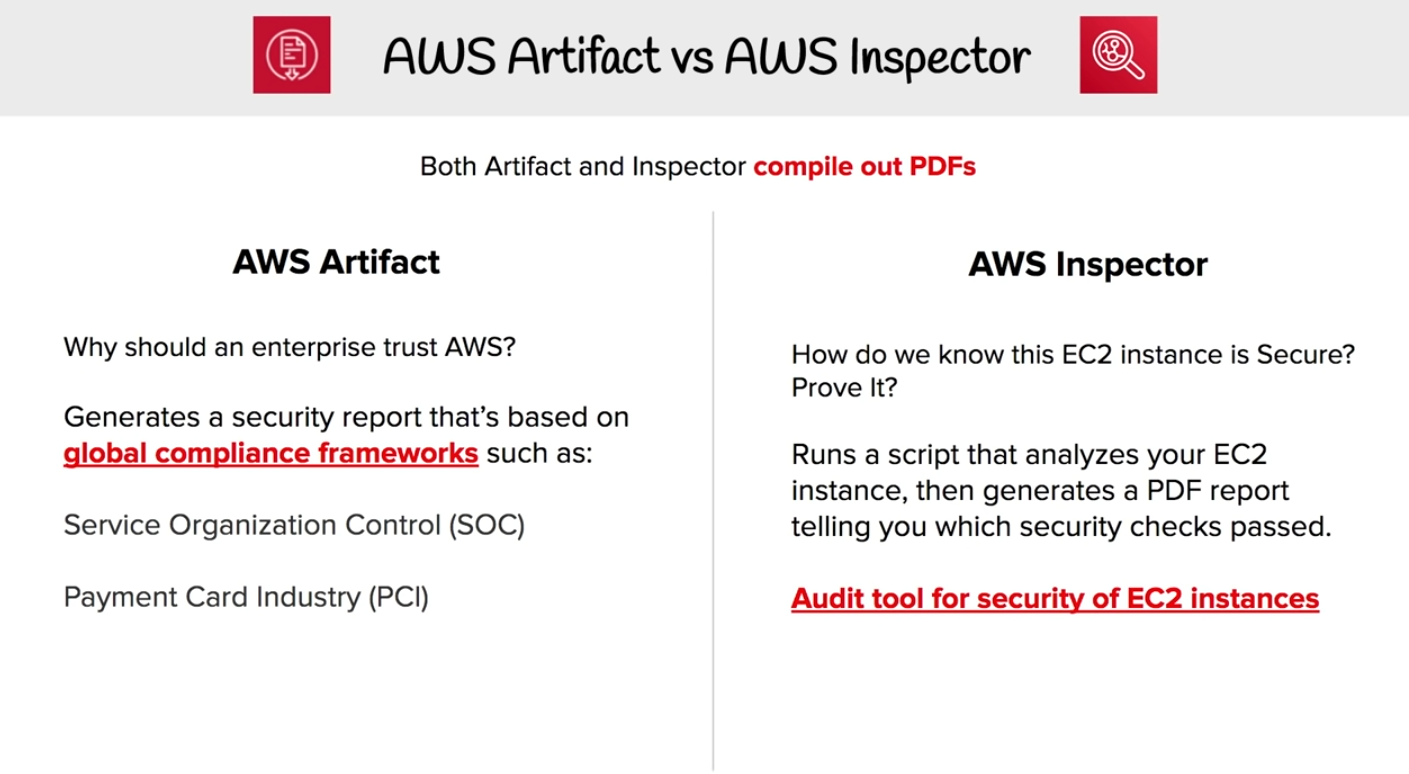 AWS Artifact vs AWS Inspector
Both Artifact and Inspector compile out PDFs
AWS Artifact
Why should an enterprise trust AWS?
Generates a security report that’s based on
global compliance frameworks such as:
Service Organization Control (SOC)
Payment Card Industry (PCI)
AWS Inspector
How do we know this EC2 instance is Secure?
Prove It?
Runs a script that analyzes your EC2
instance, then generates a PDF report
telling you which security checks passed.
Audit tool for security of EC2 instances